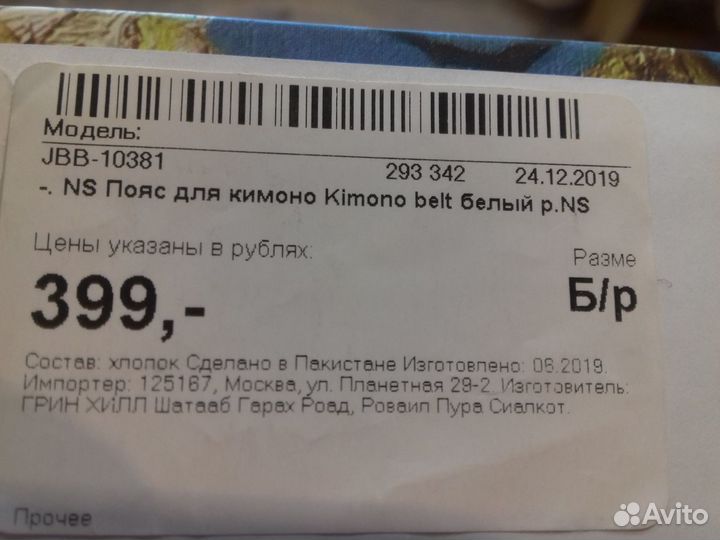 Модель:
JBB-10381 293 342 24.12.2019
-. NS Пояс для кимоно Kimono belt белый р.NS
Цены указаны в рублях:
Разме
399,- Б/р
Состав: хлопок Сделано в Пакистане Изготовлено: 06.2019.
Импортер: 125167, Москва, ул. Планетная 29-2. Изготовитель:
ГРИН ХИЛЛ Шатааб Гарах Роад, Роваил Пура Сиалкот.
Прочее
Avito